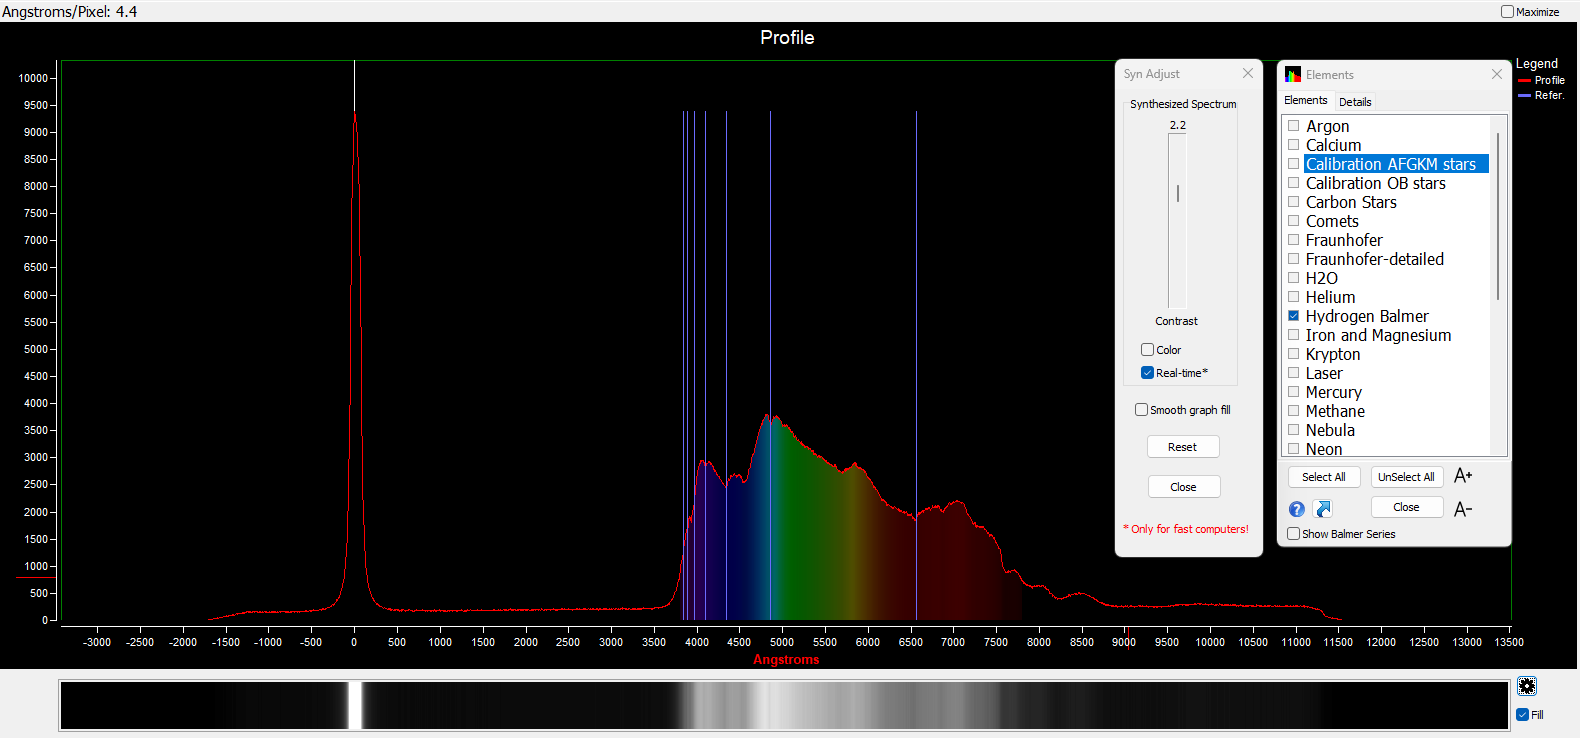 Angstroms/Pixel: 4.4
Maximize
Profile
10000
9500
9000
8500
8000
7500
7000
6500
6000
5500
5000
4500
4000
3500
3000
2500
2000
1500
1000
500
0
-3000 -2500 -2000 -1500 -1000 -500 0 500 1000 1500 2000 2500 3000 3500 4000 4500 5000 5500 6000 6500 7000 7500 8000 8500 9000 9500 10000 10500 11000 11500 12000 12500 13000 13500
Angstroms
Syn Adjust
Synthesized Spectrum
2.2
Contrast
Color
Real-time*
Smooth graph fill
Reset
Close
* Only for fast computers!
Elements
Elements Details
Argon
Calcium
Calibration AFGKM stars
Calibration OB stars
Carbon Stars
Comets
Fraunhofer
Fraunhofer-detailed
H2O
Helium
Hydrogen Balmer
Iron and Magnesium
Krypton
Laser
Mercury
Methane
Nebula
Neon
Select All UnSelect All A+
? Close A-
Show Balmer Series
Legend
Profile
Refer.
Fill